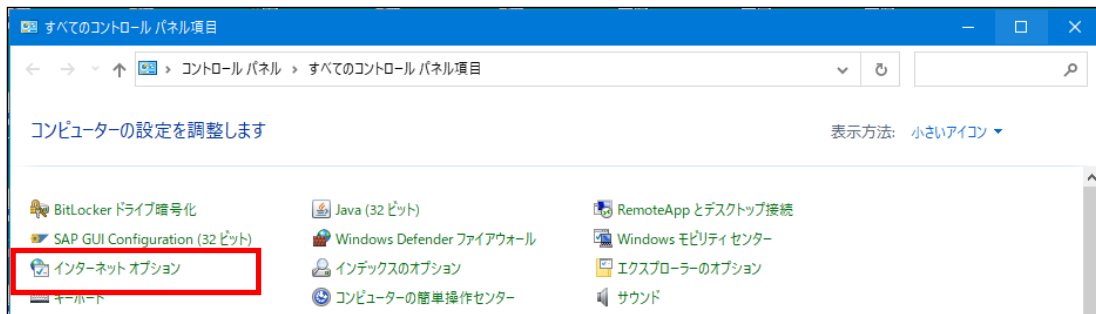 すべてのコントロール パネル項目
コントロール パネル › すべてのコントロール パネル項目
コンピューターの設定を調整します
表示方法: 小さいアイコン
BitLocker ドライブ暗号化 Java (32 ビット) RemoteApp とデスクトップ接続
SAP GUI Configuration (32 ビット) Windows Defender ファイアウォール Windows モビリティ センター
インターネット オプション インデックスのオプション エクスプローラーのオプション
キーボード コンピューターの簡単操作センター サウンド